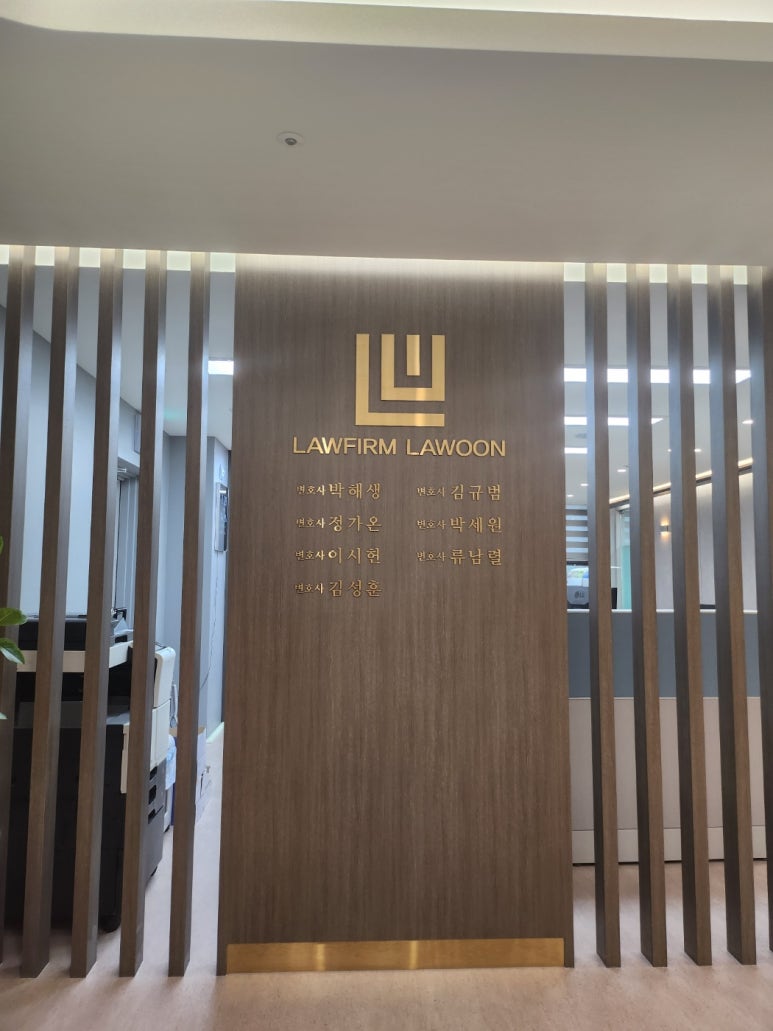 LAWFIRM LAWOON
변호사 박해생 변호사 김규범
변호사 정가온 변호사 박세원
변호사 이시헌 변호사 류남렬
변호사 김성훈